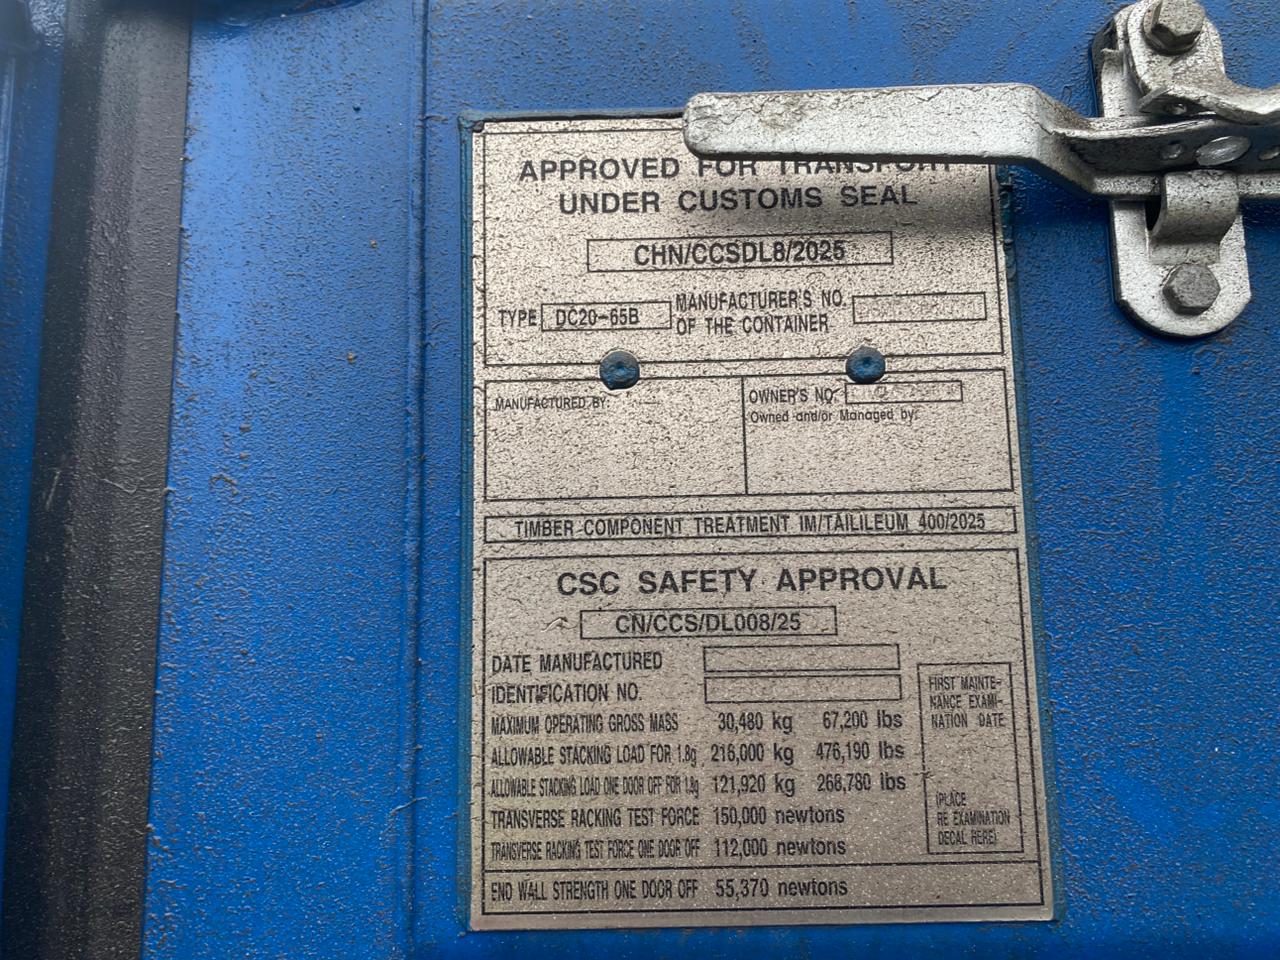 APPROVED FOR TRANSPORT
UNDER CUSTOMS SEAL
CHN/CCSDL8/2025
TYPE DC20-65B MANUFACTURER'S NO.
OF THE CONTAINER
MANUFACTURED BY:
OWNER'S NO.
Owned and/or Managed by:
TIMBER COMPONENT TREATMENT IM/TAILILEUM 400/2025
CSC SAFETY APPROVAL
CN/CCS/DL008/25
DATE MANUFACTURED
IDENTIFICATION NO.
MAXIMUM OPERATING GROSS MASS 30,480 kg 67,200 lbs
ALLOWABLE STACKING LOAD FOR 1.8g 216,000 kg 476,190 lbs
ALLOWABLE STACKING LOAD ONE DOOR OFF FOR 1.8g 121,920 kg 268,780 lbs
TRANSVERSE RACKING TEST FORCE 150,000 newtons
TRANSVERSE RACKING TEST FORCE ONE DOOR OFF 112,000 newtons
END WALL STRENGTH ONE DOOR OFF 55,370 newtons
FIRST MAINTE-
NANCE EXAMI-
NATION DATE
(PLACE
RE EXAMINATION
DECAL HERE)